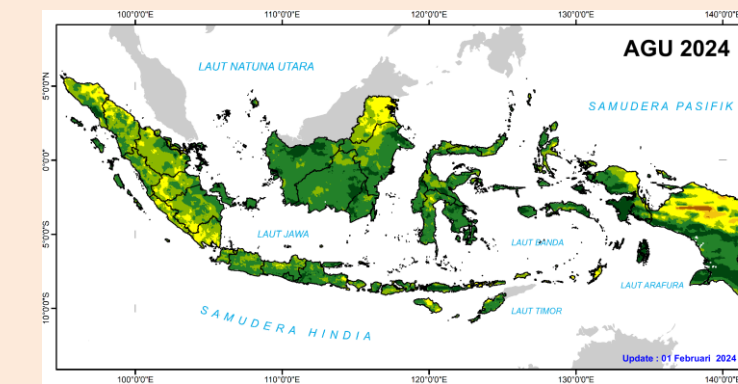 100°0'0"E 110°0'0"E 120°0'0"E 130°0'0"E 140°0'0"E
AGU 2024
LAUT NATUNA UTARA
5°0'0"N
SAMUDERA PASIFIK
0°0'0"
LAUT JAWA
5°0'0"S
LAUT BANDA
LAUT ARAFURA
10°0'0"S
SAMUDERA HINDIA
LAUT TIMOR
Update : 01 Februari 2024
100°0'0"E 110°0'0"E 120°0'0"E 130°0'0"E 140°0'0"E